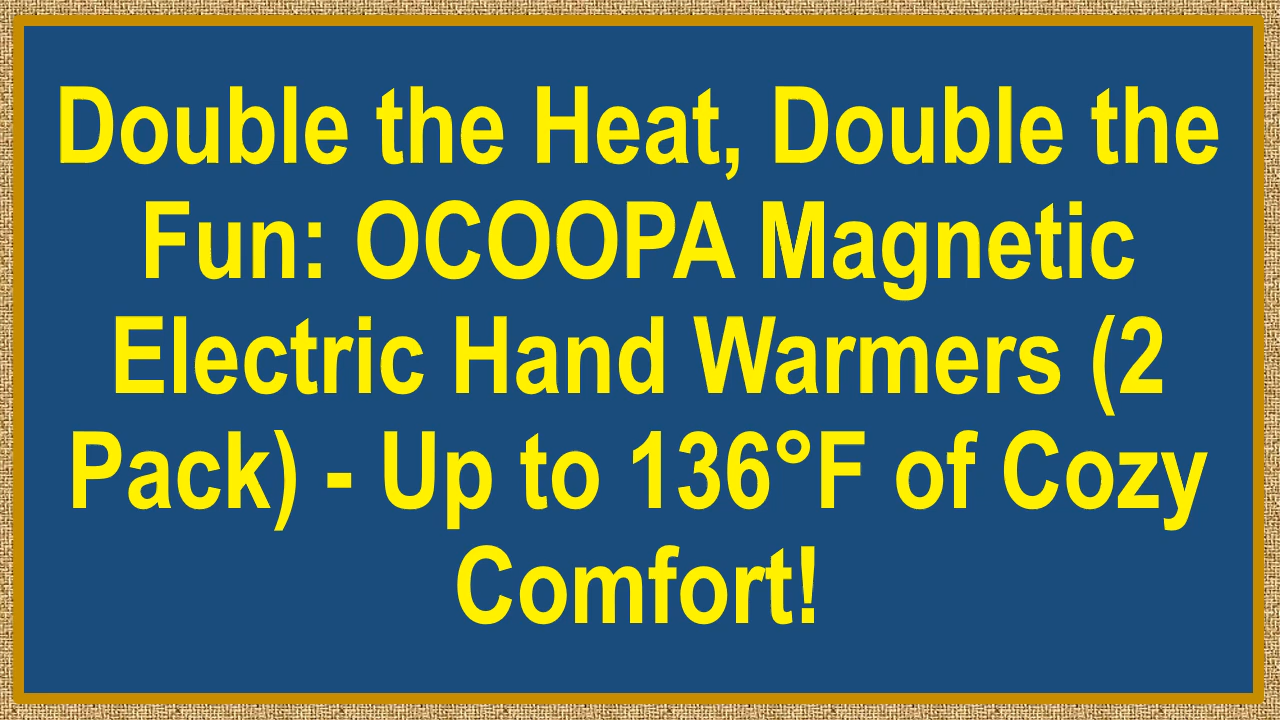 Double the Heat, Double the
Fun: OCOOPA Magnetic
Electric Hand Warmers (2
Pack) - Up to 136°F of Cozy
Comfort!